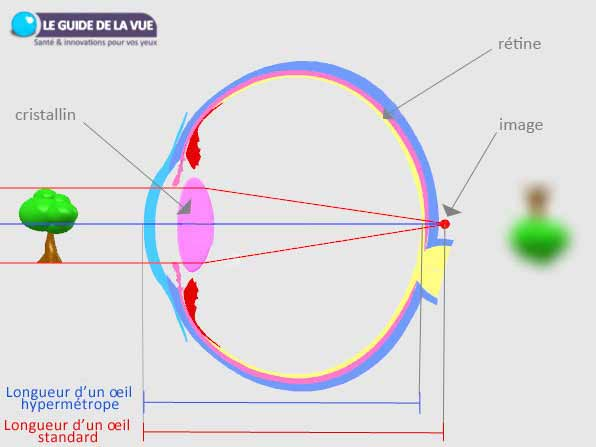 LE GUIDE DE LA VUE
Santé & innovations pour vos yeux
rétine
cristallin
image
Longueur d'un œil
hypermétrope
Longueur d'un œil
standard